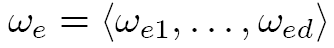 ω_e = ⟨ω_{e1}, …, ω_{ed}⟩